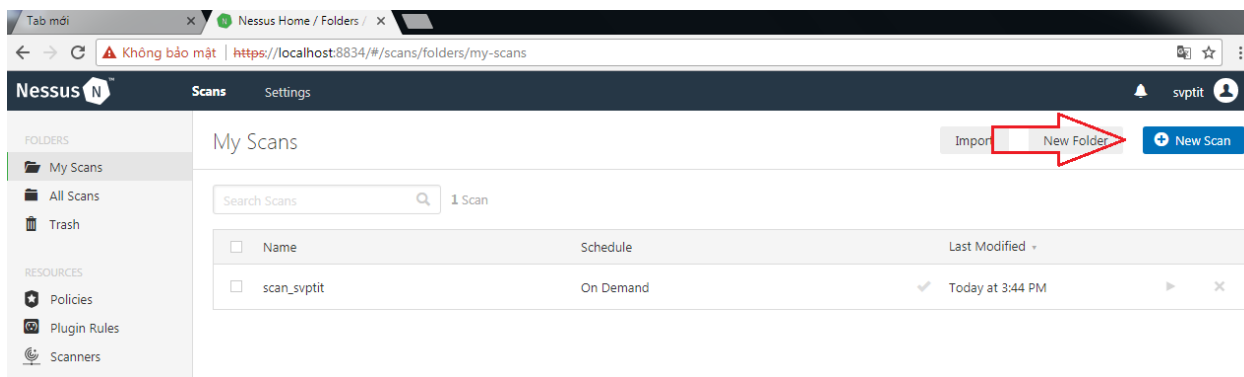 Tab mới
Nessus Home / Folders /
Không bảo mật | https://localhost:8834/#/scans/folders/my-scans
Nessus N ™ Scans Settings svptit
FOLDERS
My Scans
All Scans
Trash
RESOURCES
Policies
Plugin Rules
Scanners
My Scans
Import New Folder New Scan
Search Scans 1 Scan
Name Schedule Last Modified
scan_svptit On Demand Today at 3:44 PM